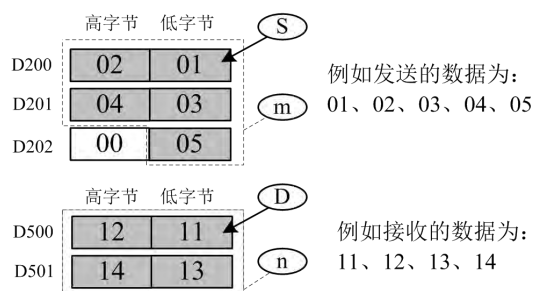 高字节 低字节 S
D200 02 01 例如发送的数据为：
D201 04 03 m 01、02、03、04、05
D202 00 05
高字节 低字节 D
D500 12 11 例如接收的数据为：
D501 14 13 n 11、12、13、14